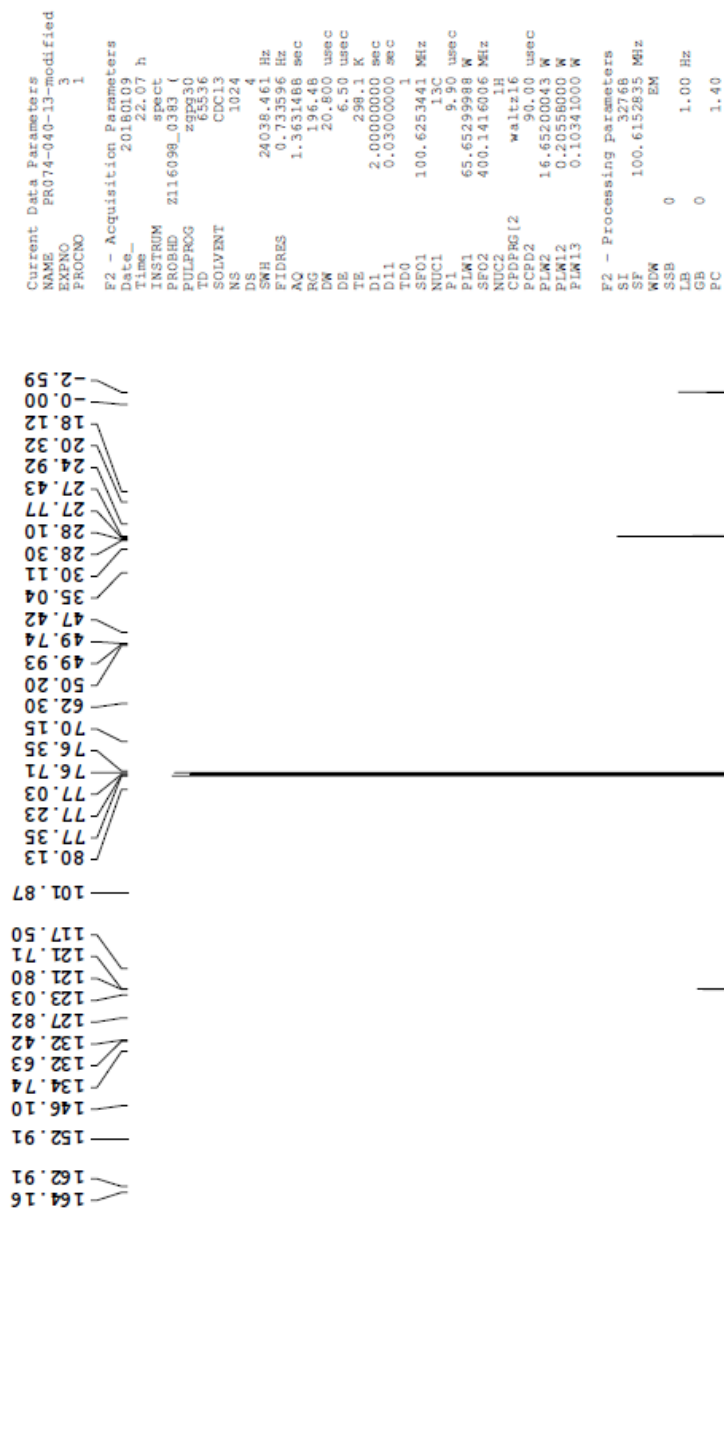 Current Data Parameters
NAME PR074-040-13-modified
EXPNO 3
PROCNO 1
F2 - Acquisition Parameters
Date_ 20180109
Time 22.07 h
INSTRUM spect
PROBHD Z116098_0383 (
PULPROG zgpg30
TD 65536
SOLVENT CDCl3
NS 1024
DS 4
SWH 24038.461 Hz
FIDRES 0.733596 Hz
AQ 1.3631488 sec
RG 196.48
DW 20.800 usec
DE 6.50 usec
TE 298.1 K
D1 2.00000000 sec
D11 0.03000000 sec
TD0 1
SFO1 100.6253441 MHz
NUC1 13C
P1 9.90 usec
PLW1 65.65299988 W
SFO2 400.1416006 MHz
NUC2 1H
CPDPRG[2 waltz16
PCPD2 90.00 usec
PLW2 16.65200043 W
PLW12 0.20558000 W
PLW13 0.10341000 W
F2 - Processing parameters
SI 32768
SF 100.6152835 MHz
WDW EM
SSB 0
LB 1.00 Hz
GB 0
PC 1.40
-2.59
-0.00
18.12
20.32
24.92
27.43
27.77
28.10
28.30
30.11
35.04
47.42
49.74
49.93
50.20
62.30
70.15
76.35
76.71
77.03
77.23
77.35
80.13
101.87
117.50
121.71
121.80
123.03
127.82
132.42
132.63
134.74
146.10
152.91
162.91
164.16